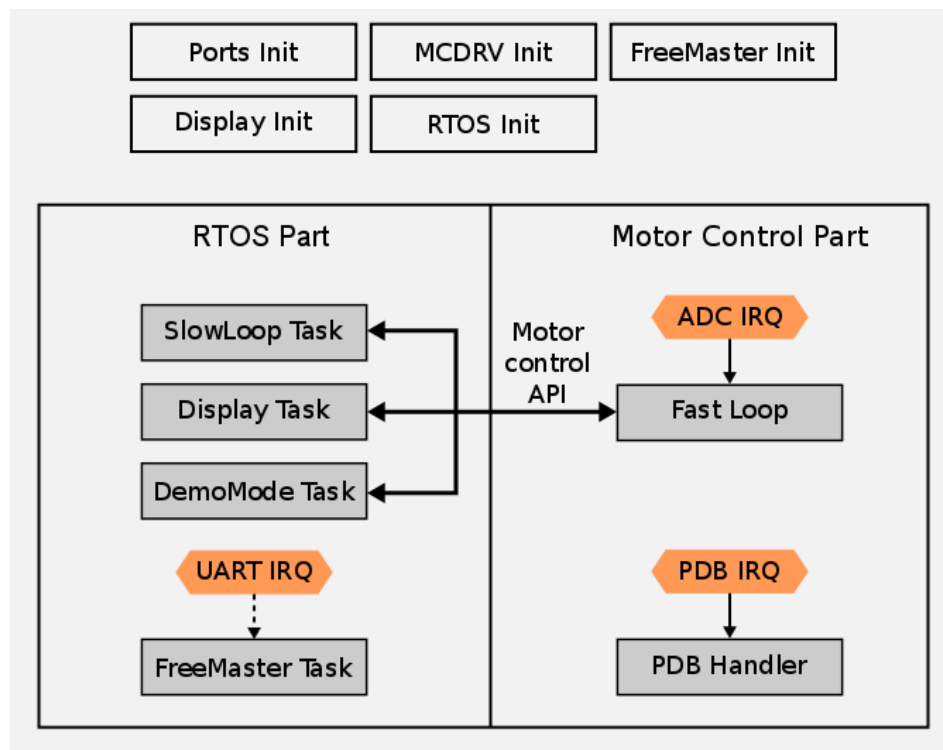 Ports Init
MCDRV Init
FreeMaster Init
Display Init
RTOS Init
RTOS Part
Motor Control Part
SlowLoop Task
Display Task
DemoMode Task
UART IRQ
FreeMaster Task
Motor
control
API
ADC IRQ
Fast Loop
PDB IRQ
PDB Handler